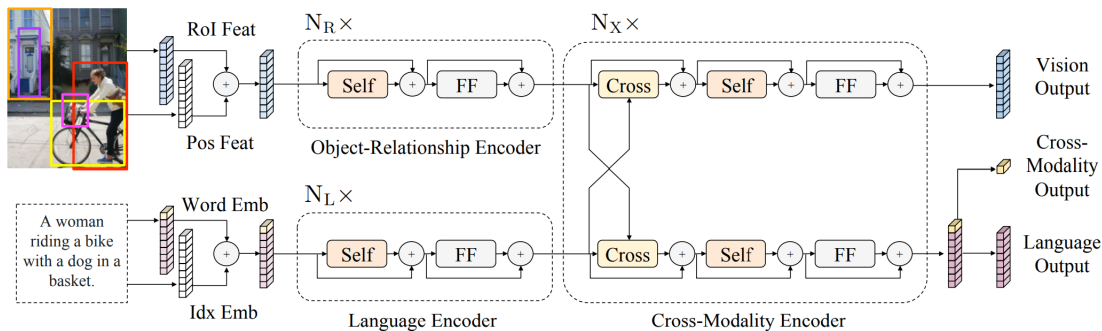 RoI Feat
Pos Feat
N_R ×
Self
+
FF
+
Object-Relationship Encoder
N_X ×
Cross
+
Self
+
FF
+
Vision
Output
Cross-
Modality
Output
A woman
riding a bike
with a dog in a
basket.
Word Emb
+
Idx Emb
N_L ×
Self
+
FF
+
Language Encoder
Cross
+
Self
+
FF
+
Cross-Modality Encoder
Language
Output